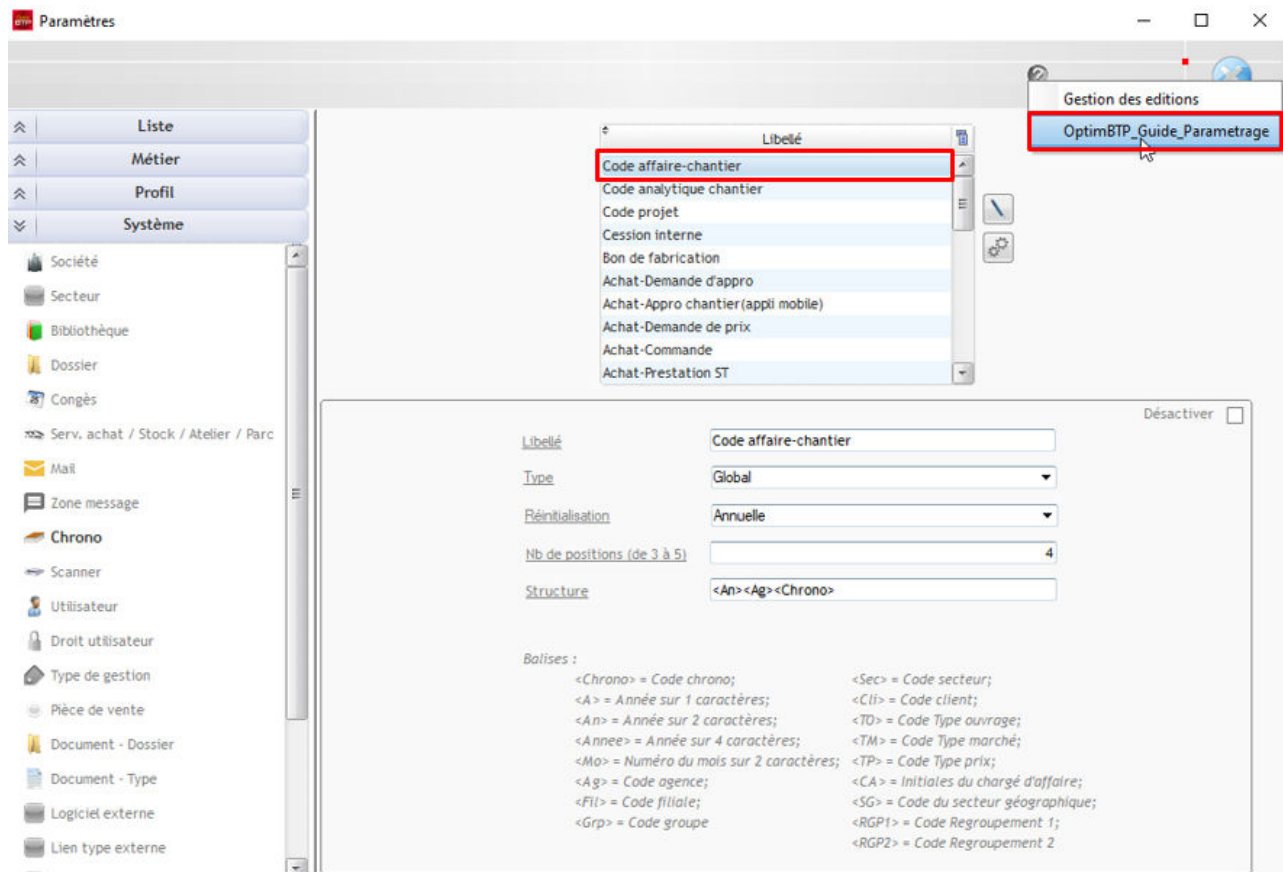 BTP Paramètres
Gestion des editions
OptimBTP_Guide_Parametrage
Liste
Métier
Profil
Système
Société
Secteur
Bibliothèque
Dossier
Congès
Serv. achat / Stock / Atelier / Parc
Mail
Zone message
Chrono
Scanner
Utilisateur
Droit utilisateur
Type de gestion
Pièce de vente
Document - Dossier
Document - Type
Logiciel externe
Lien type externe
Libellé
Code affaire-chantier
Code analytique chantier
Code projet
Cession interne
Bon de fabrication
Achat-Demande d'appro
Achat-Appro chantier(appli mobile)
Achat-Demande de prix
Achat-Commande
Achat-Prestation ST
Désactiver
Libellé Code affaire-chantier
Type Global
Réinitialisation Annuelle
Nb de positions (de 3 à 5) 4
Structure <An><Ag><Chrono>
Balises :
<Chrono> = Code chrono; <Sec> = Code secteur;
<A> = Année sur 1 caractères; <Cli> = Code client;
<An> = Année sur 2 caractères; <TO> = Code Type ouvrage;
<Annee> = Année sur 4 caractères; <TM> = Code Type marché;
<Mo> = Numéro du mois sur 2 caractères; <TP> = Code Type prix;
<Ag> = Code agence; <CA> = Initiales du chargé d'affaire;
<Fil> = Code filiale; <SG> = Code du secteur géographique;
<Grp> = Code groupe <RGP1> = Code Regroupement 1;
<RGP2> = Code Regroupement 2